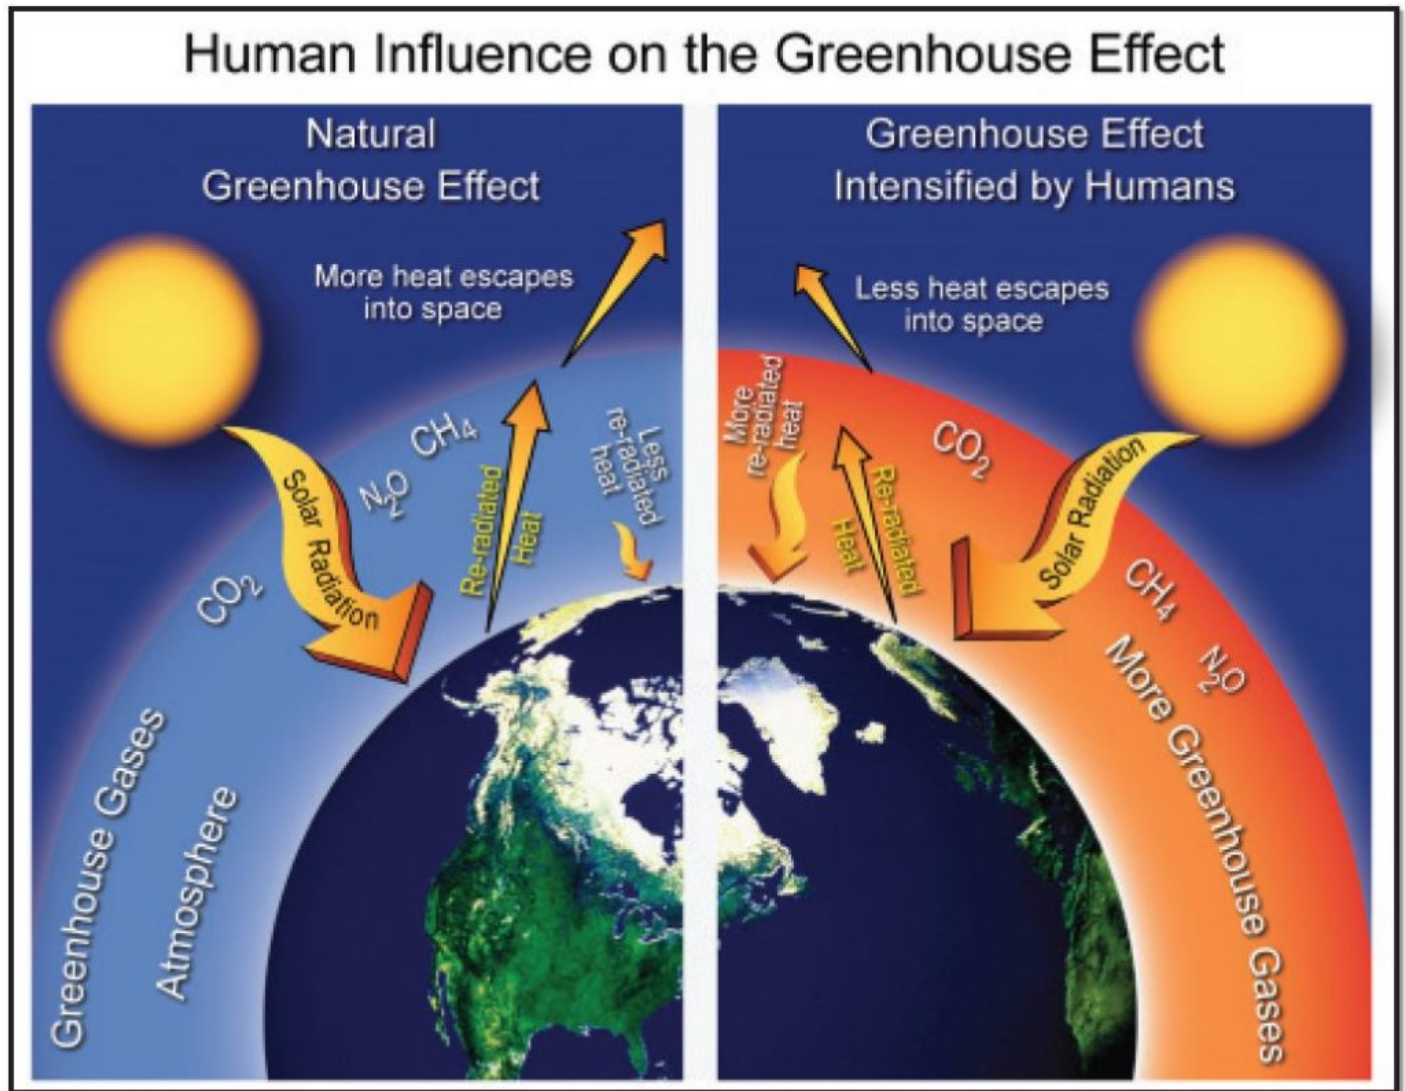 Human Influence on the Greenhouse Effect
Natural
Greenhouse Effect
More heat escapes
into space
Solar Radiation
CH₄
N₂O
CO₂
Re-radiated
Heat
Less
re-radiated
heat
Greenhouse Gases
Atmosphere
Greenhouse Effect
Intensified by Humans
Less heat escapes
into space
More
re-radiated
heat
Re-radiated
Heat
CO₂
Solar Radiation
CH₄
N₂O
More Greenhouse Gases